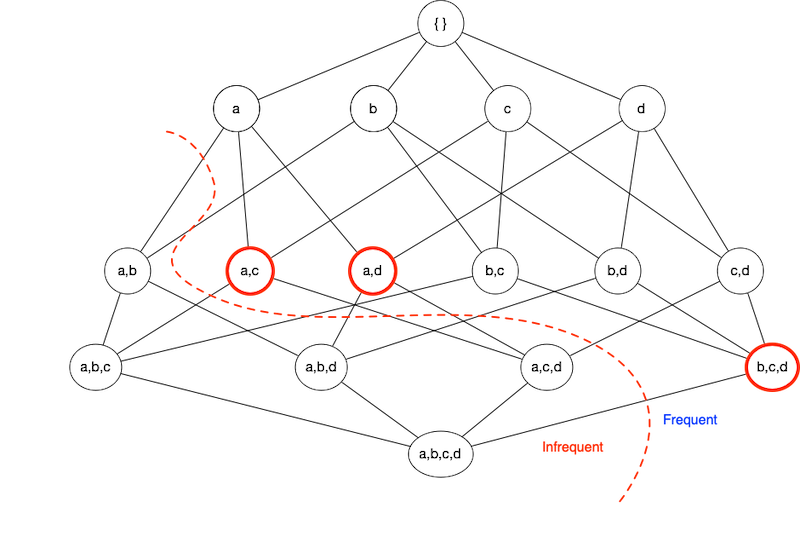 { }
a
b
c
d
a,b
a,c
a,d
b,c
b,d
c,d
a,b,c
a,b,d
a,c,d
b,c,d
Frequent
Infrequent
a,b,c,d